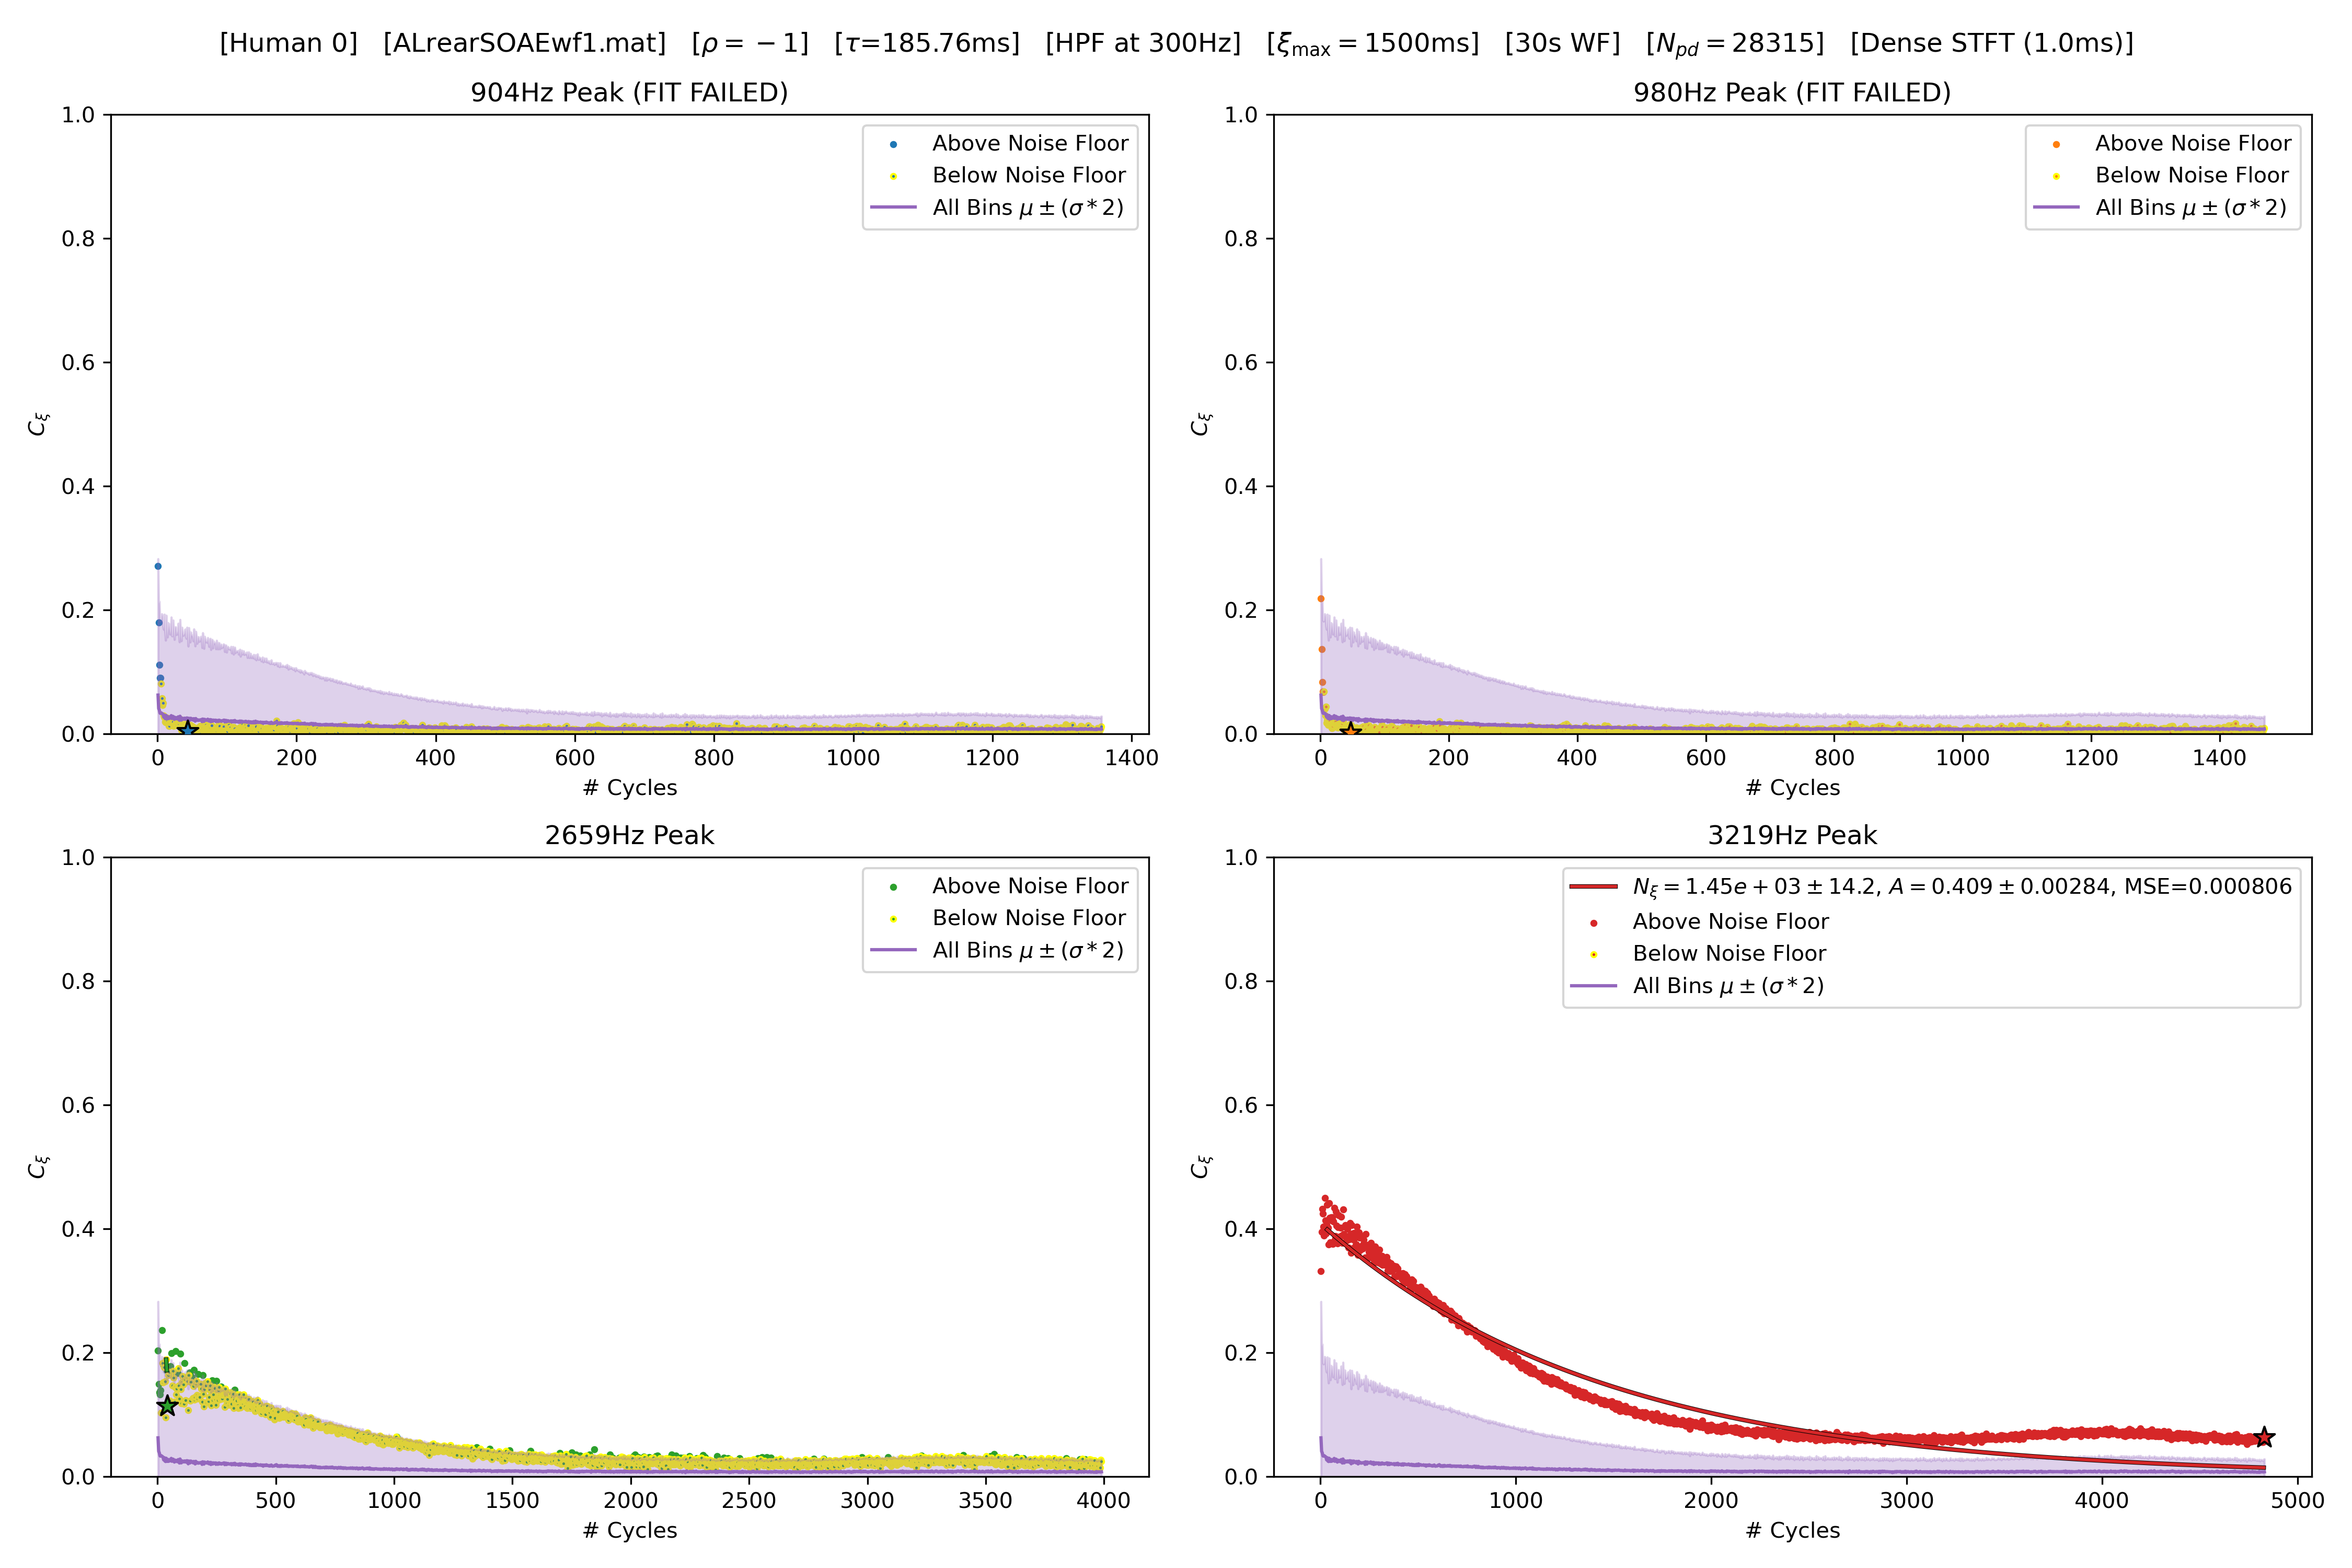 [Human 0] [ALrearSOAEwf1.mat] [ρ = −1] [τ=185.76ms] [HPF at 300Hz] [ξmax = 1500ms] [30s WF] [Npd = 28315] [Dense STFT (1.0ms)]
904Hz Peak (FIT FAILED)
1.0
0.8
0.6
0.4
0.2
0.0
Cξ
Above Noise Floor
Below Noise Floor
All Bins μ ± (σ * 2)
0 200 400 600 800 1000 1200 1400
# Cycles
980Hz Peak (FIT FAILED)
1.0
0.8
0.6
0.4
0.2
0.0
Cξ
Above Noise Floor
Below Noise Floor
All Bins μ ± (σ * 2)
0 200 400 600 800 1000 1200 1400
# Cycles
2659Hz Peak
1.0
0.8
0.6
0.4
0.2
0.0
Cξ
Above Noise Floor
Below Noise Floor
All Bins μ ± (σ * 2)
0 500 1000 1500 2000 2500 3000 3500 4000
# Cycles
3219Hz Peak
1.0
0.8
0.6
0.4
0.2
0.0
Cξ
Nξ = 1.45e + 03 ± 14.2, A = 0.409 ± 0.00284, MSE=0.000806
Above Noise Floor
Below Noise Floor
All Bins μ ± (σ * 2)
0 1000 2000 3000 4000 5000
# Cycles